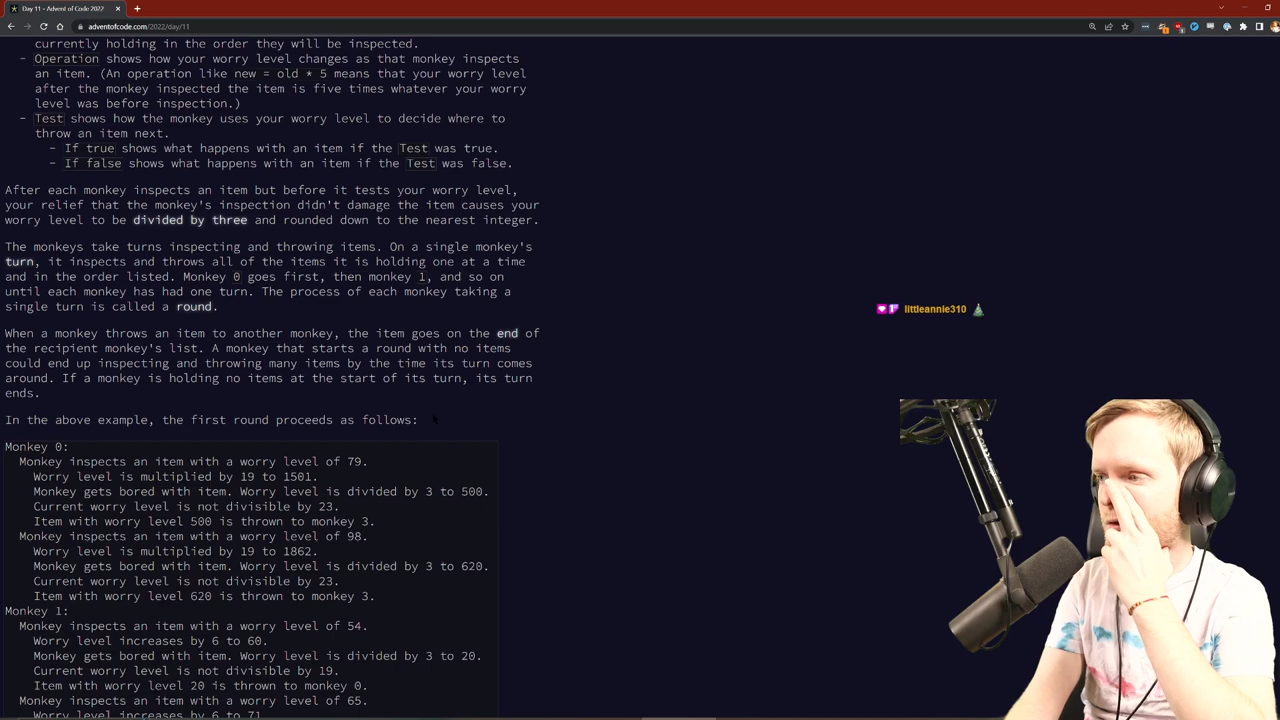 Day 11 - Advent of Code 2022
adventofcode.com/2022/day/11
currently holding in the order they will be inspected.
- Operation shows how your worry level changes as that monkey inspects
an item. (An operation like new = old * 5 means that your worry level
after the monkey inspected the item is five times whatever your worry
level was before inspection.)
- Test shows how the monkey uses your worry level to decide where to
throw an item next.
- If true shows what happens with an item if the Test was true.
- If false shows what happens with an item if the Test was false.
After each monkey inspects an item but before it tests your worry level,
your relief that the monkey's inspection didn't damage the item causes your
worry level to be divided by three and rounded down to the nearest integer.
The monkeys take turns inspecting and throwing items. On a single monkey's
turn, it inspects and throws all of the items it is holding one at a time
and in the order listed. Monkey 0 goes first, then monkey 1, and so on
until each monkey has had one turn. The process of each monkey taking a
single turn is called a round.
When a monkey throws an item to another monkey, the item goes on the end of
the recipient monkey's list. A monkey that starts a round with no items
could end up inspecting and throwing many items by the time its turn comes
around. If a monkey is holding no items at the start of its turn, its turn
ends.
In the above example, the first round proceeds as follows:
Monkey 0:
Monkey inspects an item with a worry level of 79.
Worry level is multiplied by 19 to 1501.
Monkey gets bored with item. Worry level is divided by 3 to 500.
Current worry level is not divisible by 23.
Item with worry level 500 is thrown to monkey 3.
Monkey inspects an item with a worry level of 98.
Worry level is multiplied by 19 to 1862.
Monkey gets bored with item. Worry level is divided by 3 to 620.
Current worry level is not divisible by 23.
Item with worry level 620 is thrown to monkey 3.
Monkey 1:
Monkey inspects an item with a worry level of 54.
Worry level increases by 6 to 60.
Monkey gets bored with item. Worry level is divided by 3 to 20.
Current worry level is not divisible by 19.
Item with worry level 20 is thrown to monkey 0.
Monkey inspects an item with a worry level of 65.
Worry level increases by 6 to 71.
littleannie310